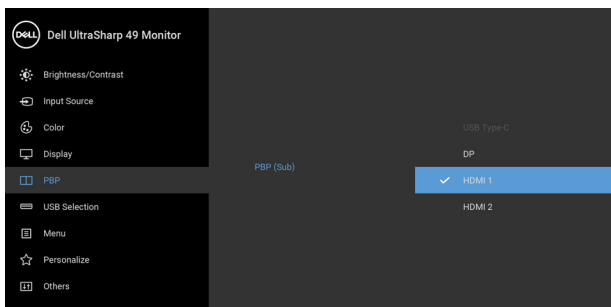 DELL Dell UltraSharp 49 Monitor
Brightness/Contrast
Input Source
Color
Display
PBP
USB Selection
Menu
Personalize
Others
PBP (Sub)
USB Type-C
DP
HDMI 1
HDMI 2